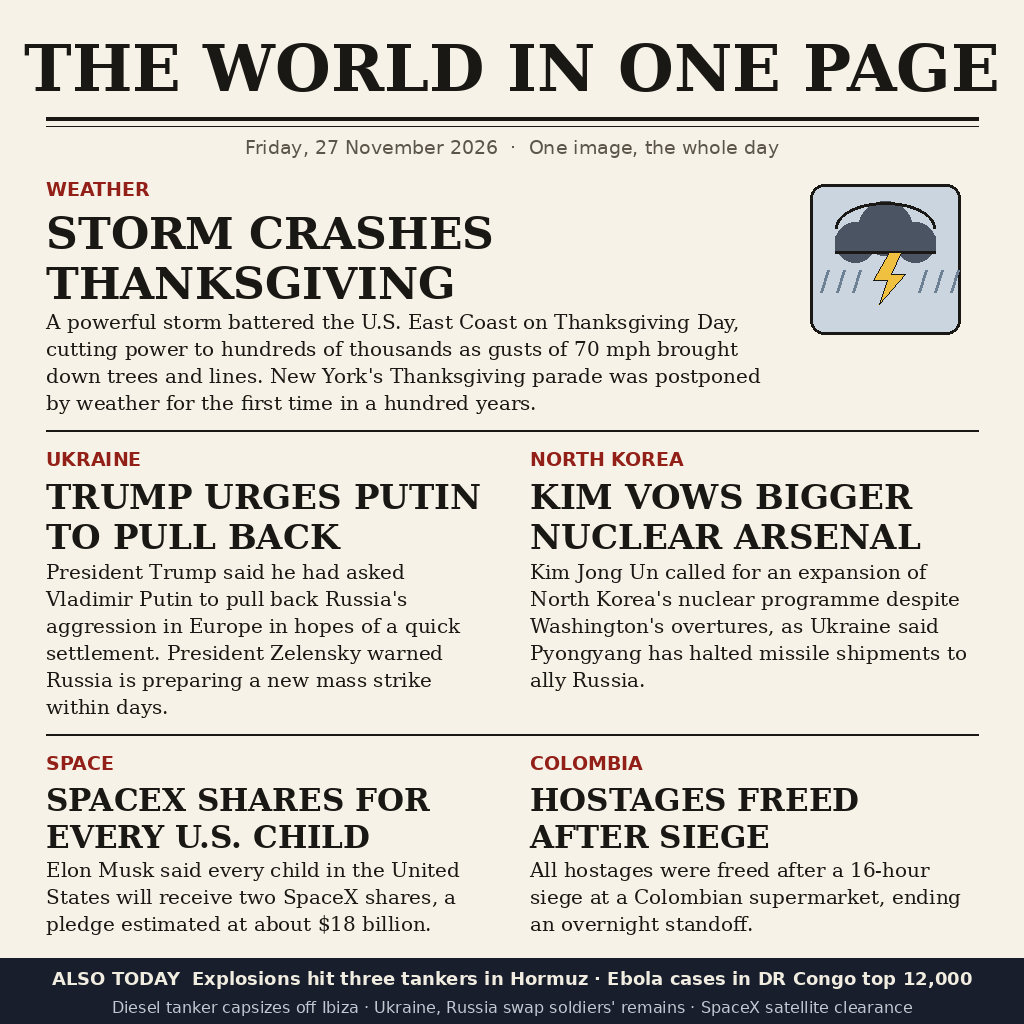 THE WORLD IN ONE PAGE
Friday, 27 November 2026 · One image, the whole day
WEATHER
STORM CRASHES
THANKSGIVING
A powerful storm battered the U.S. East Coast on Thanksgiving Day,
cutting power to hundreds of thousands as gusts of 70 mph brought
down trees and lines. New York's Thanksgiving parade was postponed
by weather for the first time in a hundred years.
UKRAINE
TRUMP URGES PUTIN
TO PULL BACK
President Trump said he had asked
Vladimir Putin to pull back Russia's
aggression in Europe in hopes of a quick
settlement. President Zelensky warned
Russia is preparing a new mass strike
within days.
NORTH KOREA
KIM VOWS BIGGER
NUCLEAR ARSENAL
Kim Jong Un called for an expansion of
North Korea's nuclear programme despite
Washington's overtures, as Ukraine said
Pyongyang has halted missile shipments to
ally Russia.
SPACE
SPACEX SHARES FOR
EVERY U.S. CHILD
Elon Musk said every child in the United
States will receive two SpaceX shares, a
pledge estimated at about $18 billion.
COLOMBIA
HOSTAGES FREED
AFTER SIEGE
All hostages were freed after a 16-hour
siege at a Colombian supermarket, ending
an overnight standoff.
ALSO TODAY Explosions hit three tankers in Hormuz · Ebola cases in DR Congo top 12,000
Diesel tanker capsizes off Ibiza · Ukraine, Russia swap soldiers' remains · SpaceX satellite clearance